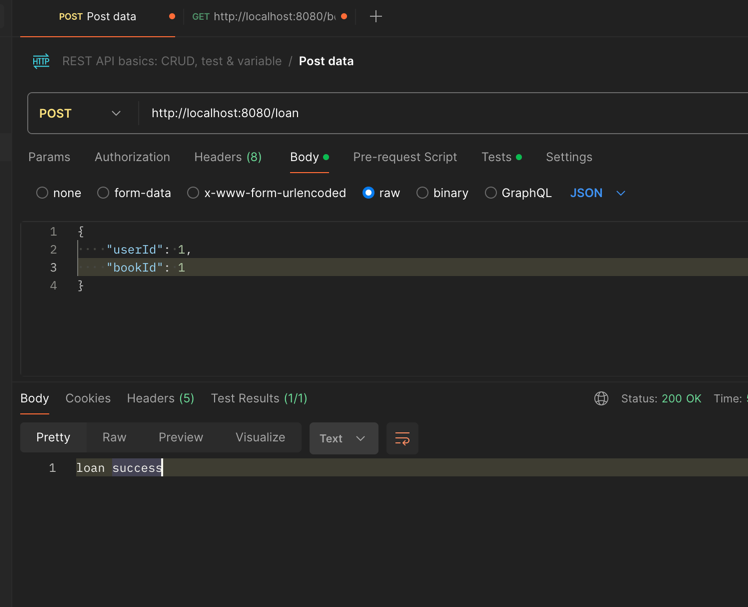 POST Post data
GET http://localhost:8080/b
HTTP REST API basics: CRUD, test & variable / Post data
POST http://localhost:8080/loan
Params Authorization Headers (8) Body Pre-request Script Tests Settings
none form-data x-www-form-urlencoded raw binary GraphQL JSON
1 {
2 "userId": 1,
3 "bookId": 1
4 }
Body Cookies Headers (5) Test Results (1/1) Status: 200 OK Time:
Pretty Raw Preview Visualize Text
1 loan success